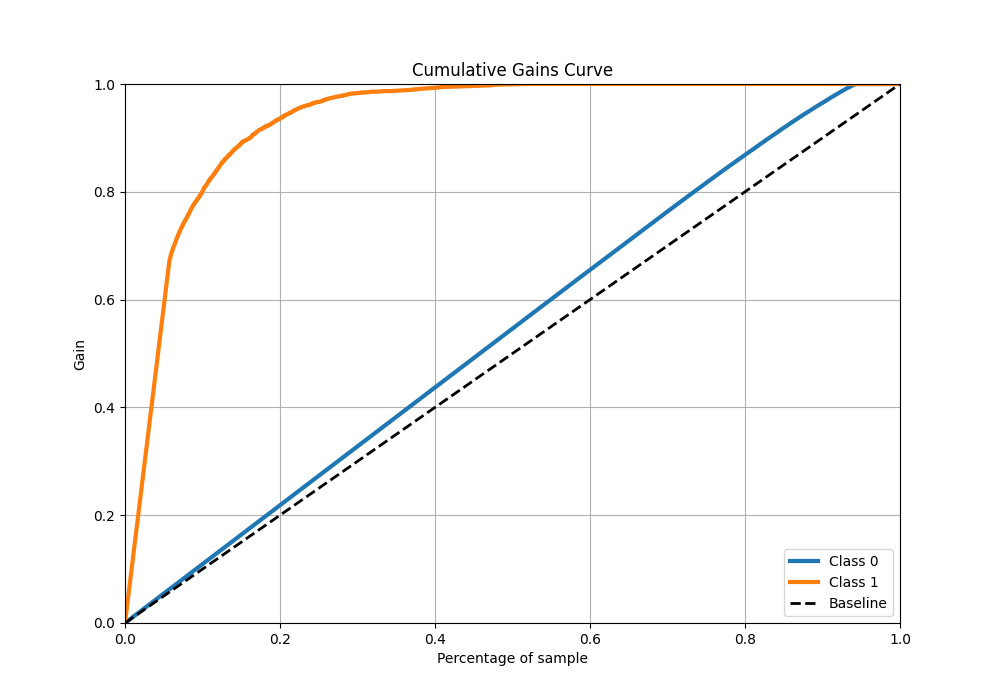 Cumulative Gains Curve
1.0
0.8
0.6
0.4
0.2
0.0
Gain
0.0 0.2 0.4 0.6 0.8 1.0
Percentage of sample
Class 0
Class 1
Baseline